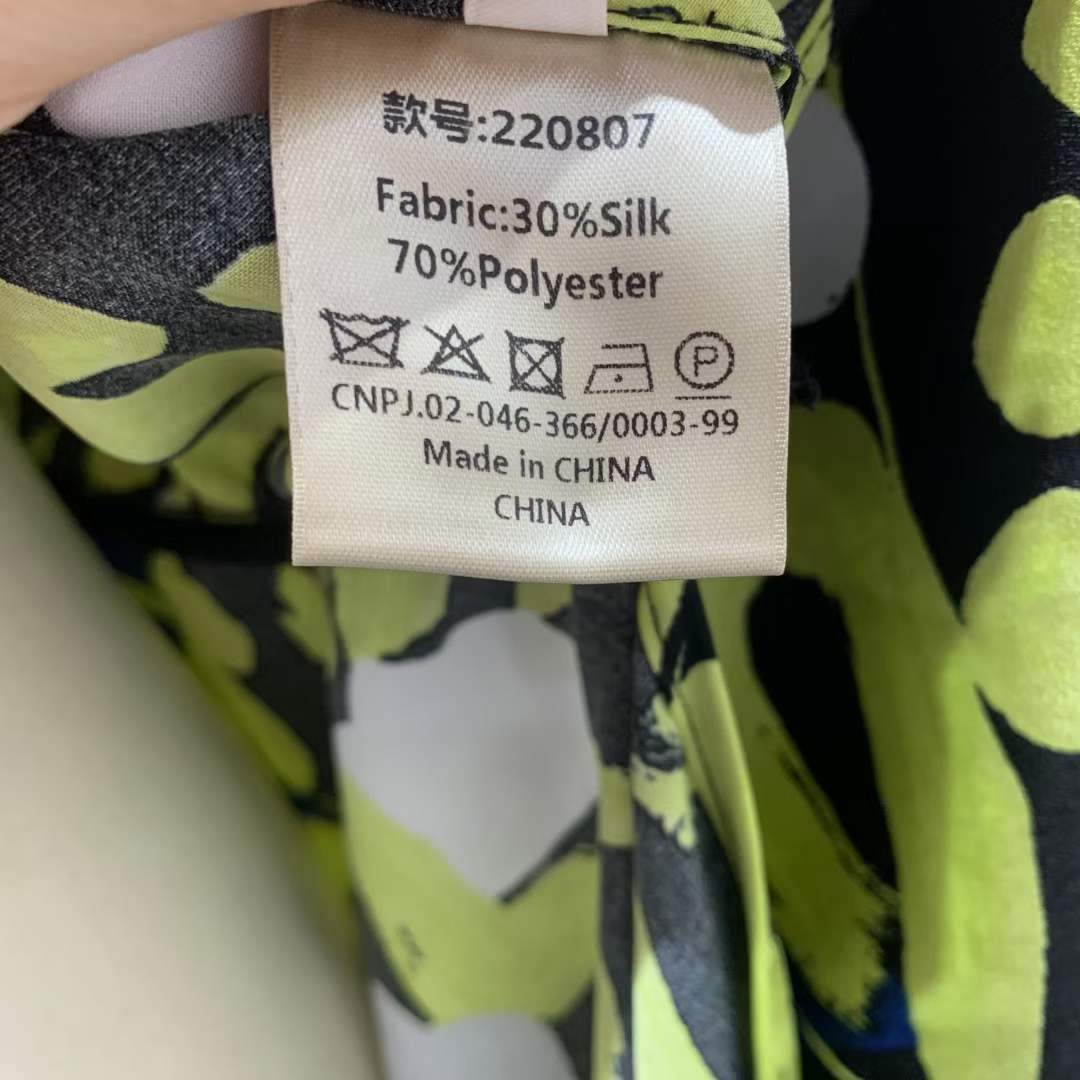 款号:220807
Fabric:30%Silk
70%Polyester
P
CNPJ.02-046-366/0003-99
Made in CHINA
CHINA